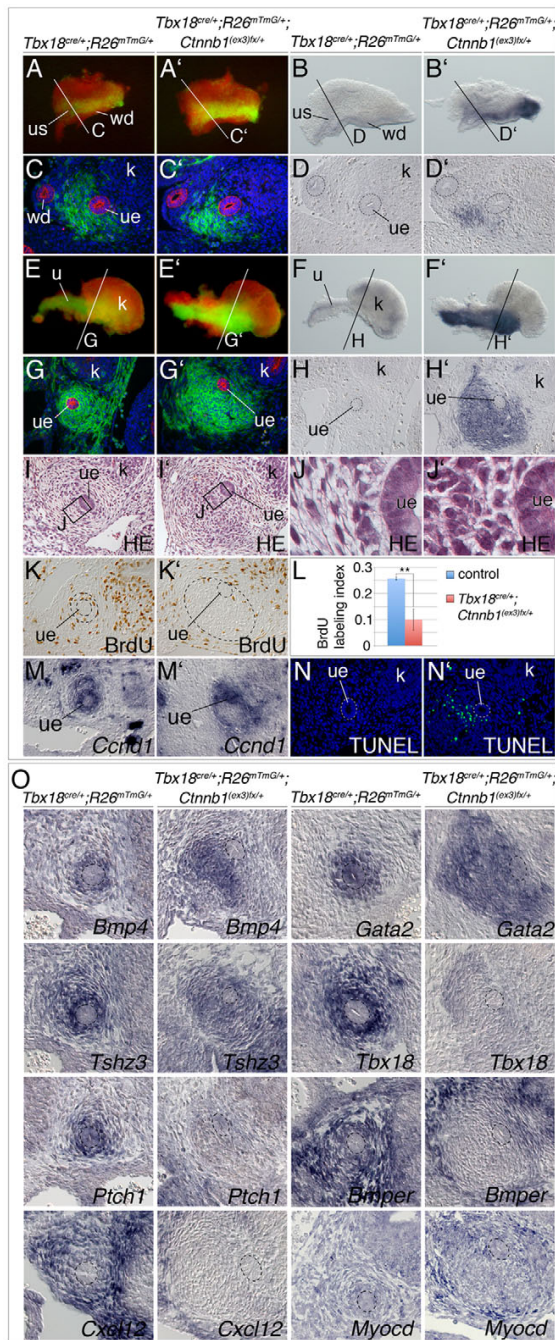 Tbx18cre/+;R26mTmG/+ Tbx18cre/+;R26mTmG/+; Ctnnb1(ex3)fx/+ Tbx18cre/+;R26mTmG/+ Tbx18cre/+;R26mTmG/+; Ctnnb1(ex3)fx/+
A us C wd A' C' B us D wd B' D'
C k wd ue C' D k ue D'
E u k G E' G' F u k H F' H'
G k ue G' k ue H k ue H' k ue
I ue k J HE I' k J' ue HE J ue HE J' ue HE
K ue BrdU K' ue BrdU L BrdU labeling index 0.3 0.2 0.1 0 ** control Tbx18cre/+; Ctnnb1(ex3)fx/+
M ue Ccnd1 M' ue Ccnd1 N ue k TUNEL N' ue k TUNEL
O Tbx18cre/+;R26mTmG/+ Tbx18cre/+;R26mTmG/+; Ctnnb1(ex3)fx/+ Tbx18cre/+;R26mTmG/+ Tbx18cre/+;R26mTmG/+; Ctnnb1(ex3)fx/+
Bmp4 Bmp4 Gata2 Gata2
Tshz3 Tshz3 Tbx18 Tbx18
Ptch1 Ptch1 Bmper Bmper
Cxcl12 Cxcl12 Myocd Myocd